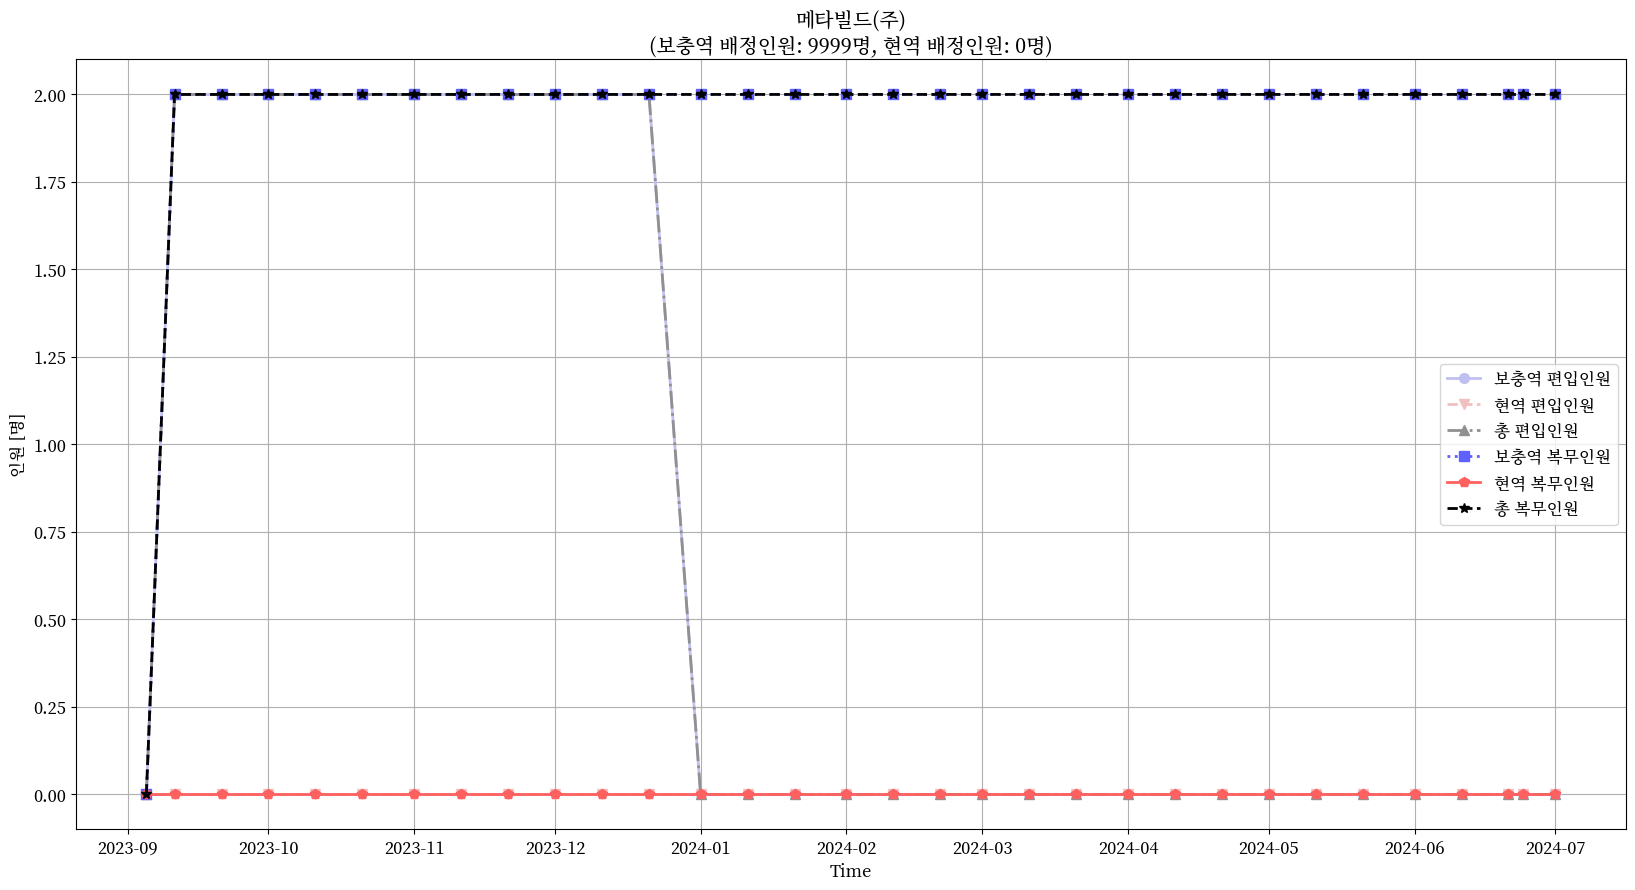 메타빌드(주)
(보충역 배정인원: 9999명, 현역 배정인원: 0명)
2.00
1.75
1.50
1.25
1.00
0.75
0.50
0.25
0.00
인원 [명]
보충역 편입인원
현역 편입인원
총 편입인원
보충역 복무인원
현역 복무인원
총 복무인원
2023-09 2023-10 2023-11 2023-12 2024-01 2024-02 2024-03 2024-04 2024-05 2024-06 2024-07
Time